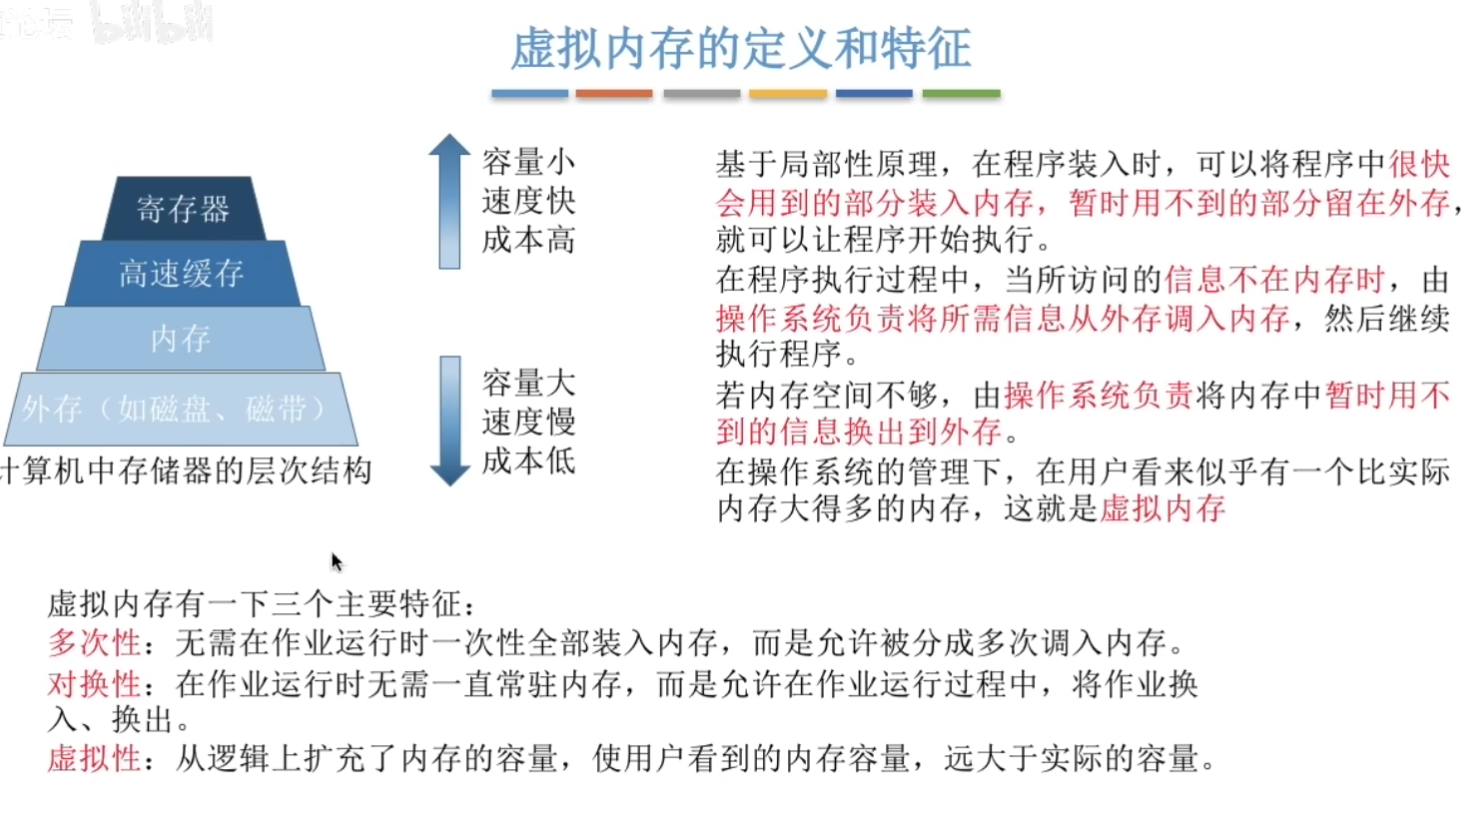 论坛 bilibili
虚拟内存的定义和特征
寄存器
高速缓存
内存
外存（如磁盘、磁带）
计算机中存储器的层次结构
容量小
速度快
成本高
容量大
速度慢
成本低
基于局部性原理，在程序装入时，可以将程序中很快
会用到的部分装入内存，暂时用不到的部分留在外存，
就可以让程序开始执行。
在程序执行过程中，当所访问的信息不在内存时，由
操作系统负责将所需信息从外存调入内存，然后继续
执行程序。
若内存空间不够，由操作系统负责将内存中暂时用不
到的信息换出到外存。
在操作系统的管理下，在用户看来似乎有一个比实际
内存大得多的内存，这就是虚拟内存
虚拟内存有一下三个主要特征：
多次性：无需在作业运行时一次性全部装入内存，而是允许被分成多次调入内存。
对换性：在作业运行时无需一直常驻内存，而是允许在作业运行过程中，将作业换
入、换出。
虚拟性：从逻辑上扩充了内存的容量，使用户看到的内存容量，远大于实际的容量。